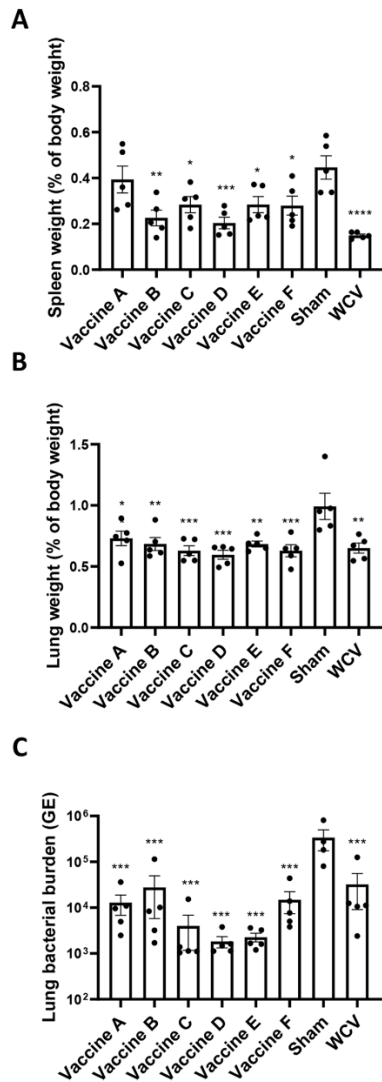 A
Spleen weight (% of body weight)
0.8
0.6
0.4
0.2
0.0
*
**
*
***
*
*
****
Vaccine A
Vaccine B
Vaccine C
Vaccine D
Vaccine E
Vaccine F
Sham
WCV
B
Lung weight (% of body weight)
1.5
1.0
0.5
0.0
*
**
***
***
**
***
**
Vaccine A
Vaccine B
Vaccine C
Vaccine D
Vaccine E
Vaccine F
Sham
WCV
C
Lung bacterial burden (GE)
10⁶
10⁵
10⁴
10³
10²
***
***
***
***
***
***
***
Vaccine A
Vaccine B
Vaccine C
Vaccine D
Vaccine E
Vaccine F
Sham
WCV